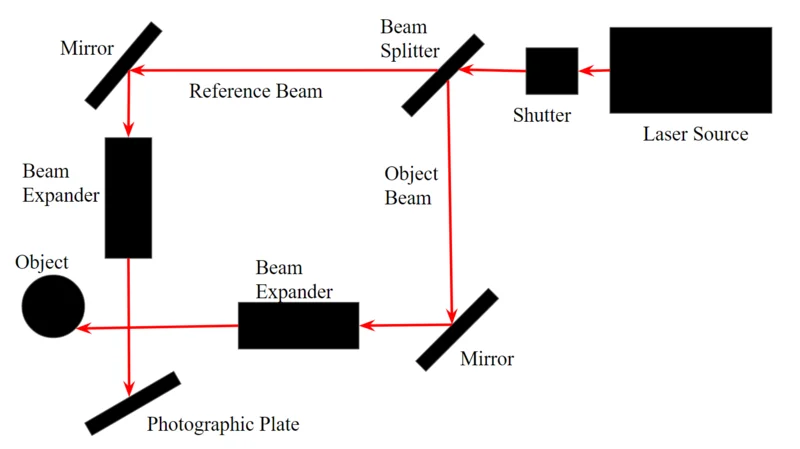 Beam
Splitter
Mirror
Reference Beam
Shutter
Laser Source
Beam
Expander
Object
Beam
Object
Beam
Expander
Mirror
Photographic Plate